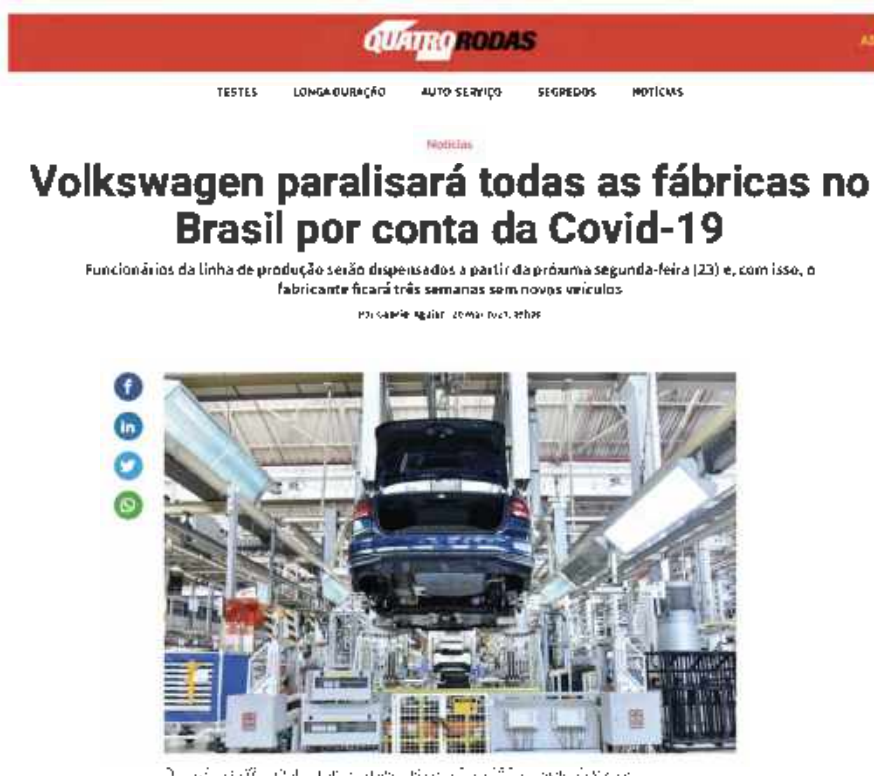 QUATRO RODAS
TESTES LONGA DURAÇÃO AUTO SERVIÇO SEGREDOS NOTÍCIAS
Notícias
Volkswagen paralisará todas as fábricas no
Brasil por conta da Covid-19
Funcionários da linha de produção serão dispensados a partir da próxima segunda-feira (23) e, com isso, o
fabricante ficará três semanas sem novos veículos
Por